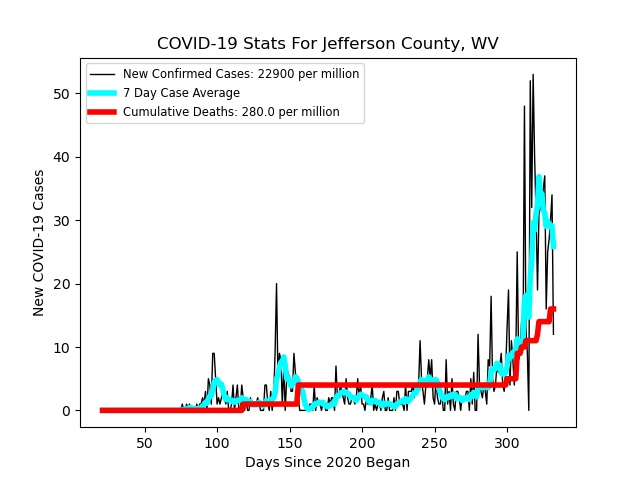 COVID-19 Stats For Jefferson County, WV
New Confirmed Cases: 22900 per million
7 Day Case Average
Cumulative Deaths: 280.0 per million
New COVID-19 Cases
50
40
30
20
10
0
50 100 150 200 250 300
Days Since 2020 Began